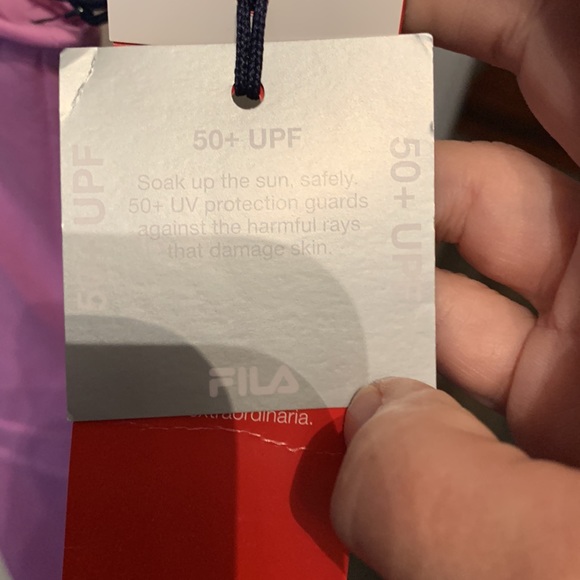 50+ UPF
Soak up the sun, safely.
50+ UV protection guards
against the harmful rays
that damage skin.
UPF
50+ UPF
FILA
extraordinaria.